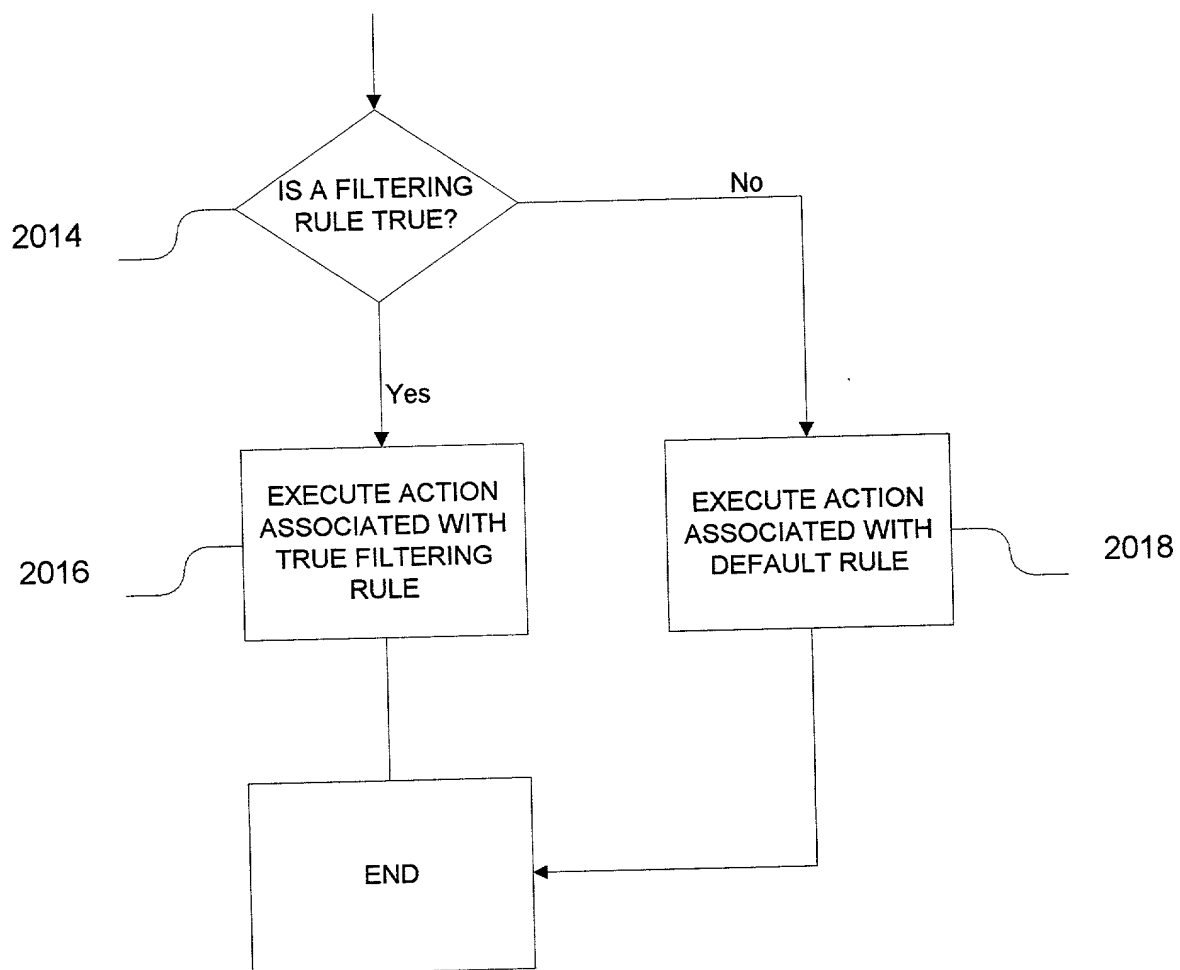 IS A FILTERING
RULE TRUE?
No
2014
Yes
EXECUTE ACTION
ASSOCIATED WITH
TRUE FILTERING
RULE
2016
EXECUTE ACTION
ASSOCIATED WITH
DEFAULT RULE
2018
END